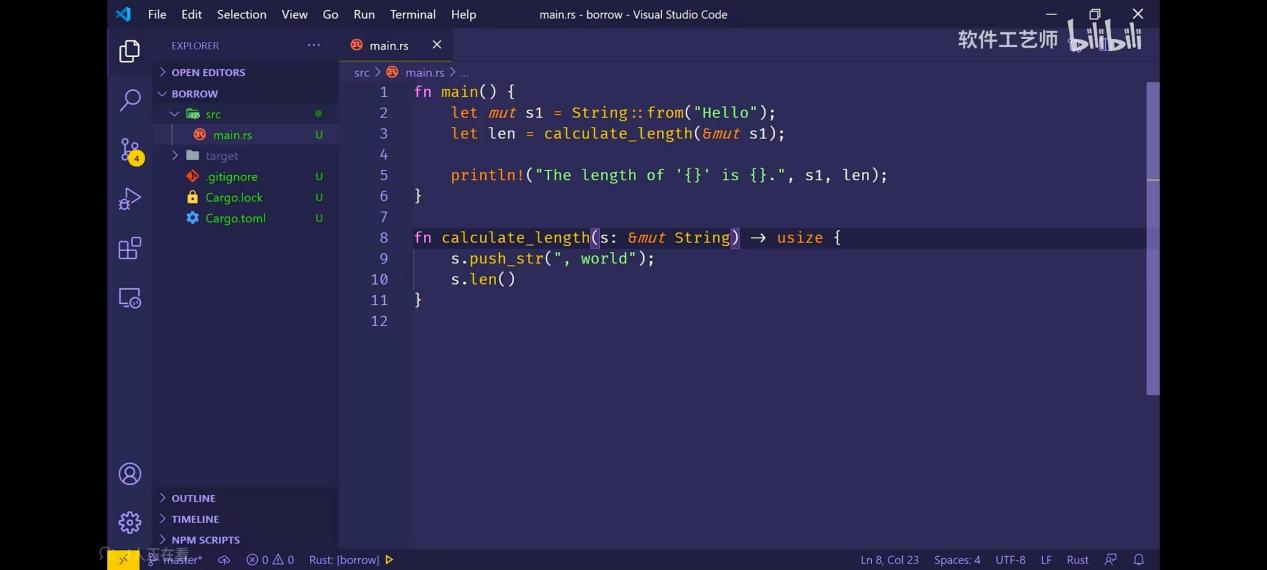 File Edit Selection View Go Run Terminal Help main.rs - borrow - Visual Studio Code
软件工艺师 bilibili
EXPLORER ···
main.rs
OPEN EDITORS
src > main.rs > ...
BORROW
src
main.rs U
target
.gitignore U
Cargo.lock U
Cargo.toml U
4
1 fn main() {
2 let mut s1 = String::from("Hello");
3 let len = calculate_length(&mut s1);
4
5 println!("The length of '{}' is {}.", s1, len);
6 }
7
8 fn calculate_length(s: &mut String) -> usize {
9 s.push_str(", world");
10 s.len()
11 }
12
OUTLINE
TIMELINE
NPM SCRIPTS
人正在看
master* 0 0 Rust: [borrow] Ln 8, Col 23 Spaces: 4 UTF-8 LF Rust